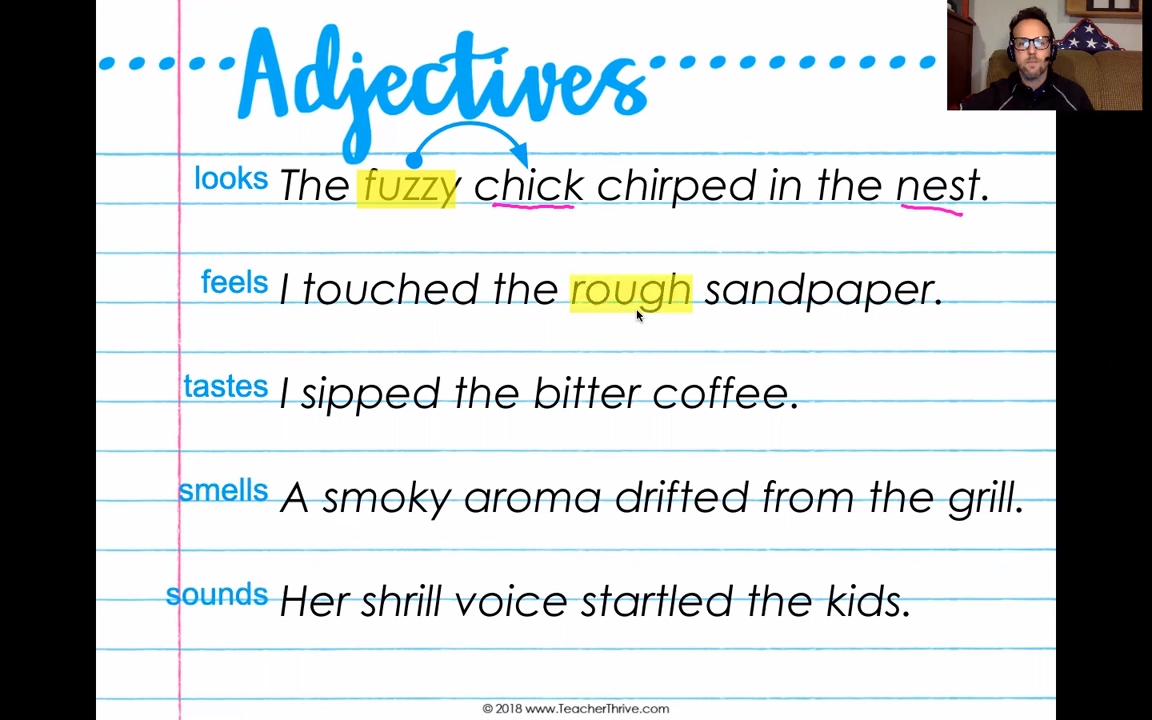 Adjectives
looks The fuzzy chick chirped in the nest.
feels I touched the rough sandpaper.
tastes I sipped the bitter coffee.
smells A smoky aroma drifted from the grill.
sounds Her shrill voice startled the kids.
© 2018 www.TeacherThrive.com